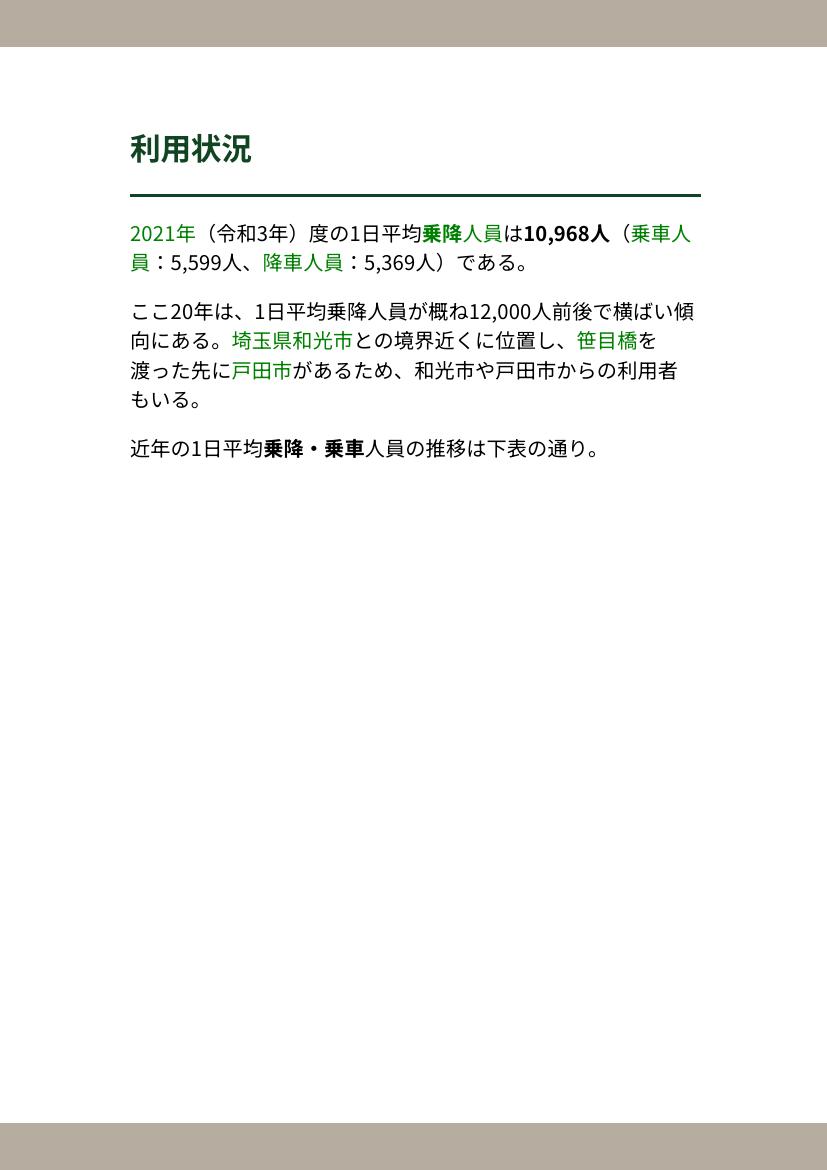 利用状況
2021年（令和3年）度の1日平均乗降人員は10,968人（乗車人
員：5,599人、降車人員：5,369人）である。
ここ20年は、1日平均乗降人員が概ね12,000人前後で横ばい傾
向にある。埼玉県和光市との境界近くに位置し、笹目橋を
渡った先に戸田市があるため、和光市や戸田市からの利用者
もいる。
近年の1日平均乗降・乗車人員の推移は下表の通り。